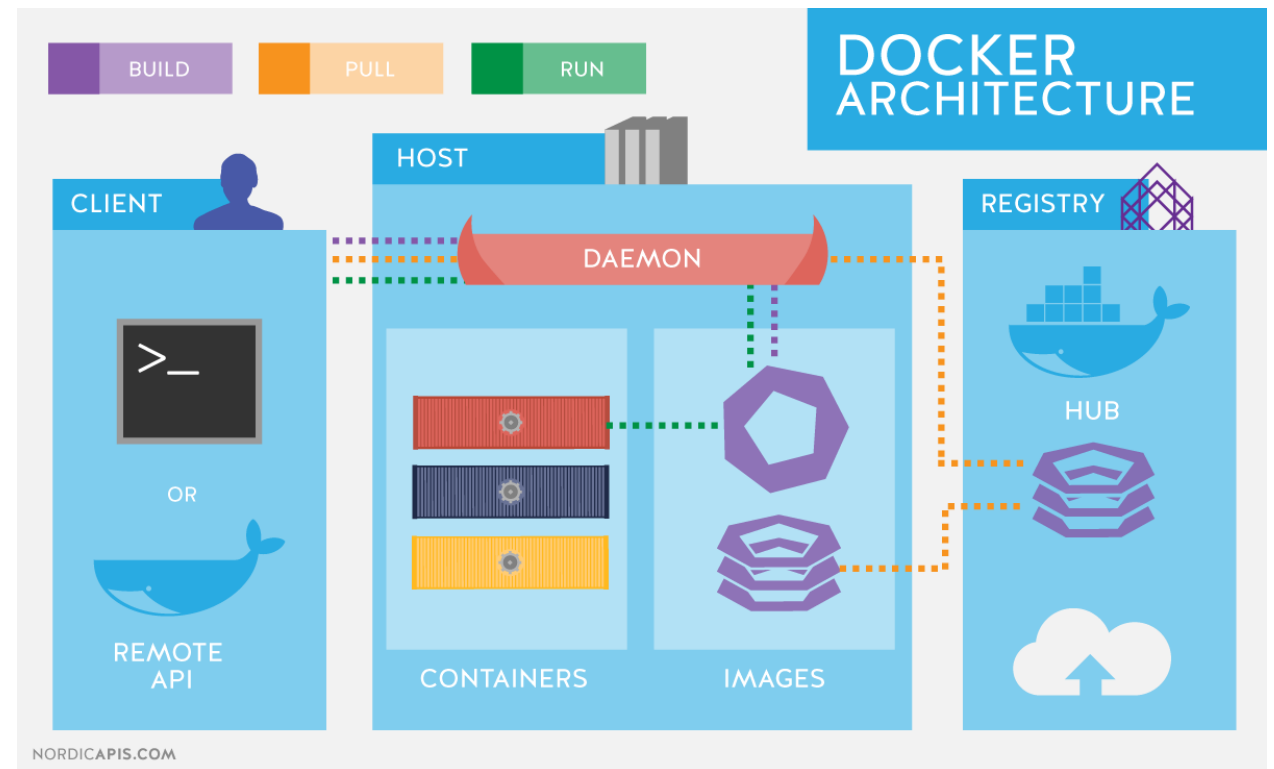 BUILD
PULL
RUN
DOCKER
ARCHITECTURE
CLIENT
HOST
REGISTRY
DAEMON
>_
OR
REMOTE
API
CONTAINERS
IMAGES
HUB
NORDICAPIS.COM